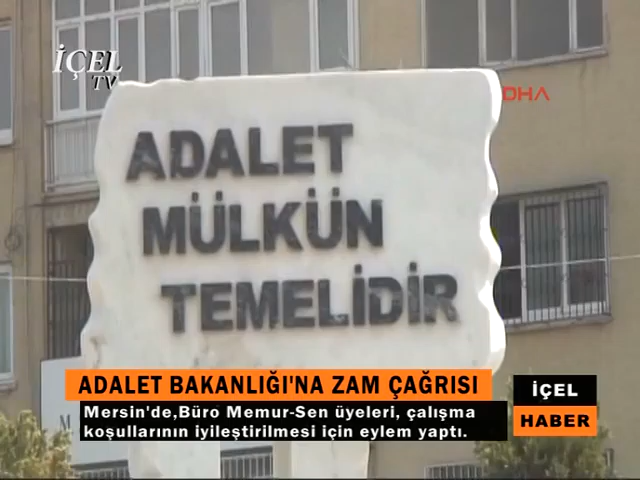 İÇEL
TV
DHA
ADALET
MÜLKÜN
TEMELİDİR
ADALET BAKANLIĞI'NA ZAM ÇAĞRISI
Mersin'de,Büro Memur-Sen üyeleri, çalışma
koşullarının iyileştirilmesi için eylem yaptı.
İÇEL
HABER